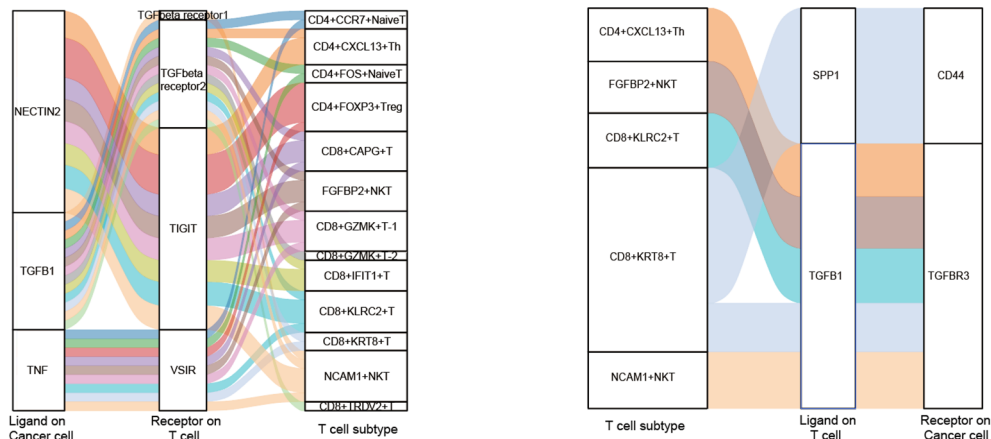 NECTIN2
TGFB1
TNF
Ligand on
Cancer cell
TGFbeta receptor1
TGFbeta
receptor2
TIGIT
VSIR
Receptor on
T cell
CD4+CCR7+NaiveT
CD4+CXCL13+Th
CD4+FOS+NaiveT
CD4+FOXP3+Treg
CD8+CAPG+T
FGFBP2+NKT
CD8+GZMK+T-1
CD8+GZMK+T-2
CD8+IFIT1+T
CD8+KLRC2+T
CD8+KRT8+T
NCAM1+NKT
CD8+TRDV2+T
T cell subtype
CD4+CXCL13+Th
FGFBP2+NKT
CD8+KLRC2+T
CD8+KRT8+T
NCAM1+NKT
T cell subtype
SPP1
TGFB1
Ligand on
T cell
CD44
TGFBR3
Receptor on
Cancer cell